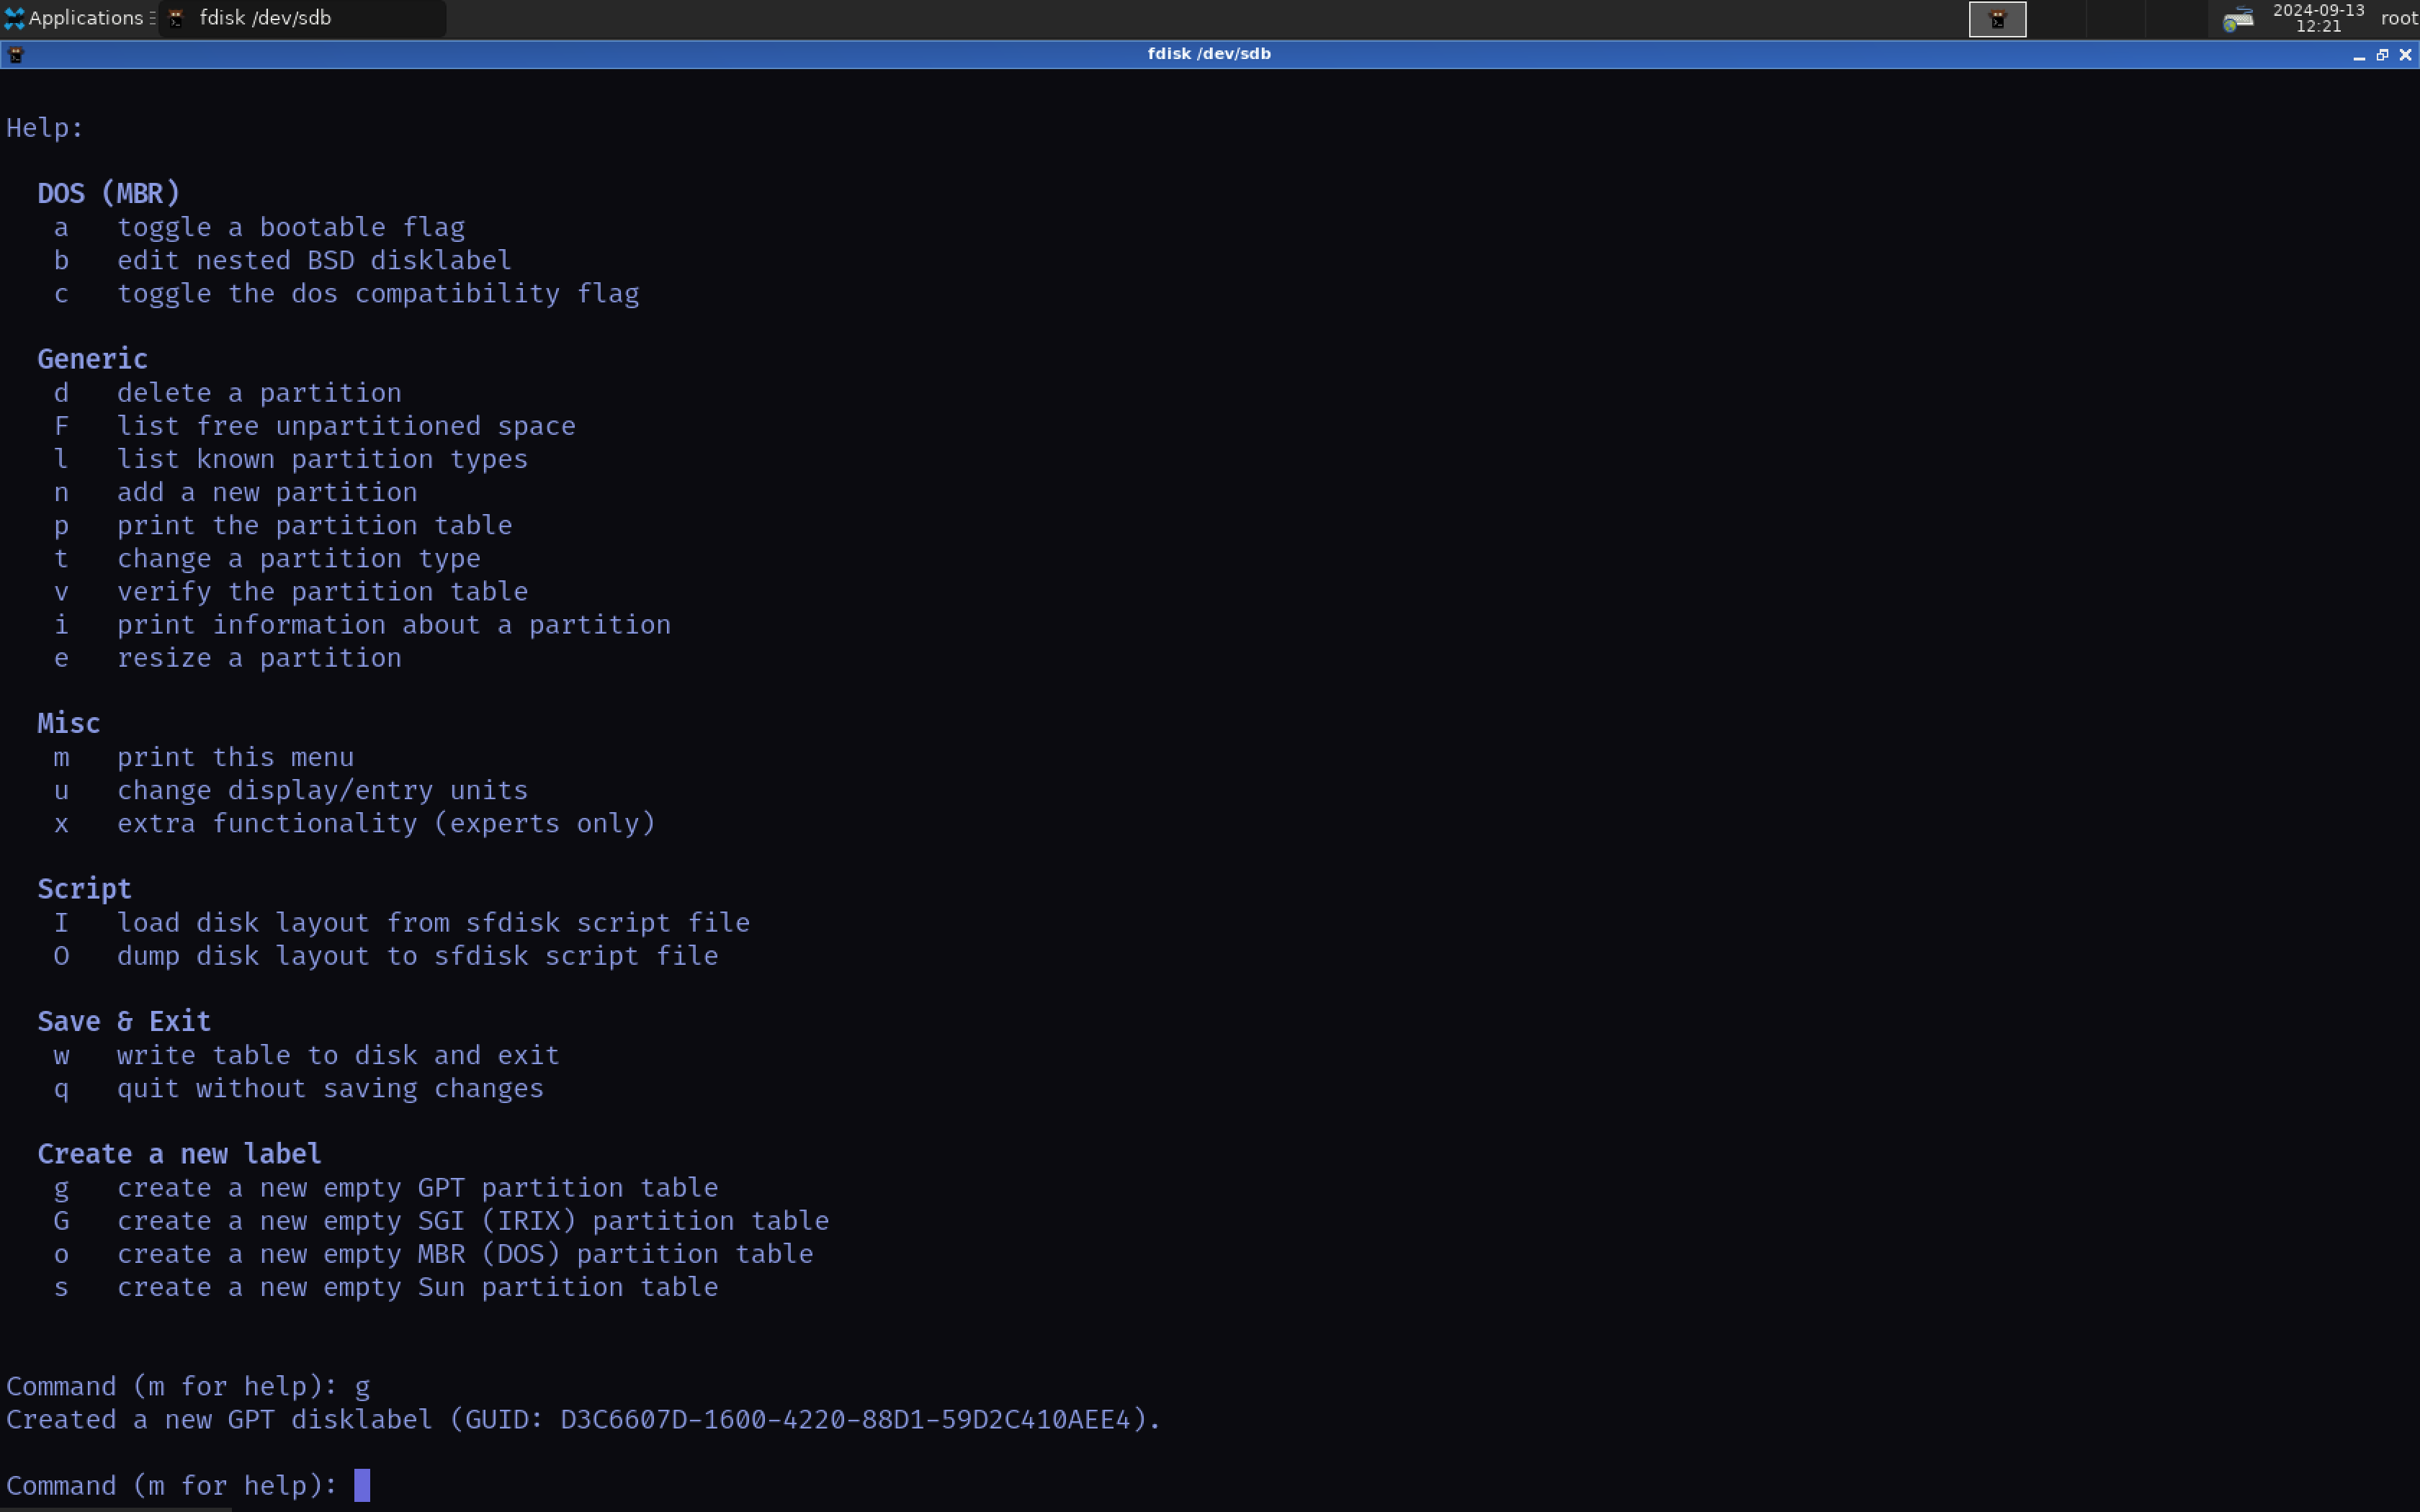 Applications
fdisk /dev/sdb
2024-09-13
12:21
root
fdisk /dev/sdb
Help:
DOS (MBR)
a toggle a bootable flag
b edit nested BSD disklabel
c toggle the dos compatibility flag
Generic
d delete a partition
F list free unpartitioned space
l list known partition types
n add a new partition
p print the partition table
t change a partition type
v verify the partition table
i print information about a partition
e resize a partition
Misc
m print this menu
u change display/entry units
x extra functionality (experts only)
Script
I load disk layout from sfdisk script file
O dump disk layout to sfdisk script file
Save & Exit
w write table to disk and exit
q quit without saving changes
Create a new label
g create a new empty GPT partition table
G create a new empty SGI (IRIX) partition table
o create a new empty MBR (DOS) partition table
s create a new empty Sun partition table
Command (m for help): g
Created a new GPT disklabel (GUID: D3C6607D-1600-4220-88D1-59D2C410AEE4).
Command (m for help):